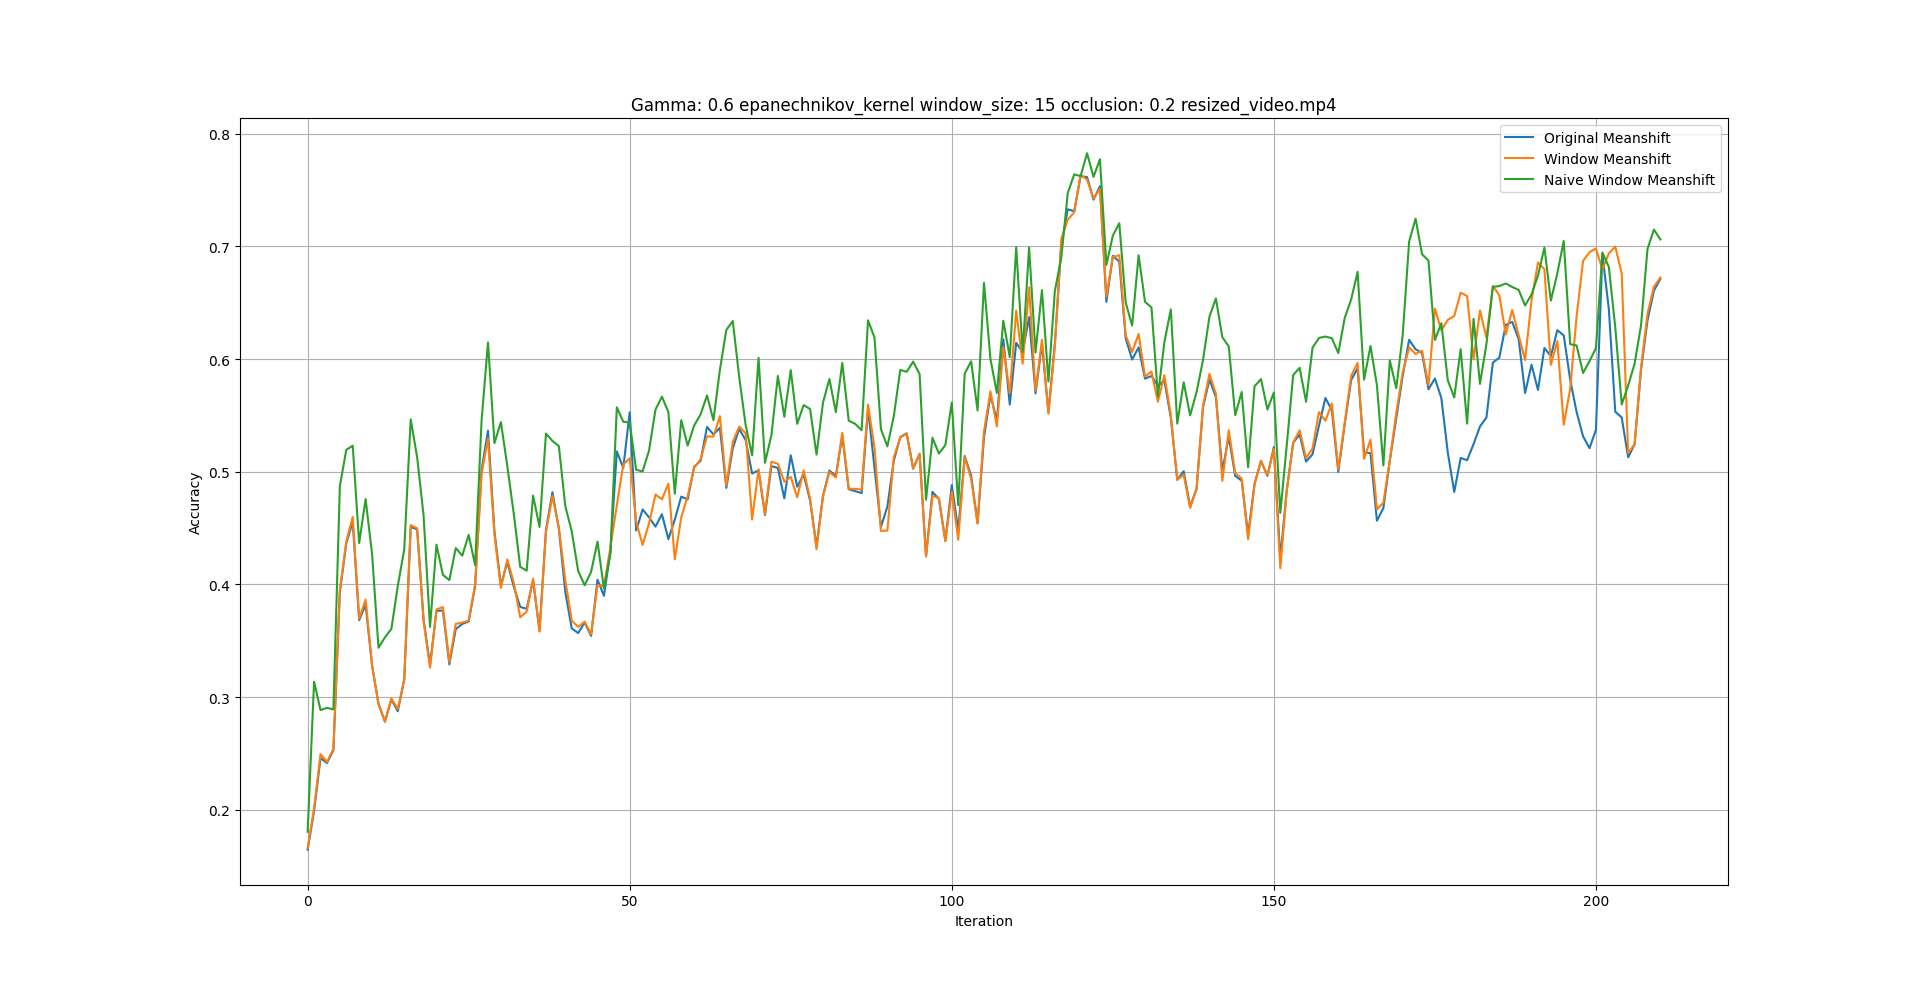 Gamma: 0.6 epanechnikov_kernel window_size: 15 occlusion: 0.2 resized_video.mp4
Original Meanshift
Window Meanshift
Naive Window Meanshift
Accuracy
0.8
0.7
0.6
0.5
0.4
0.3
0.2
0
50
100
150
200
Iteration